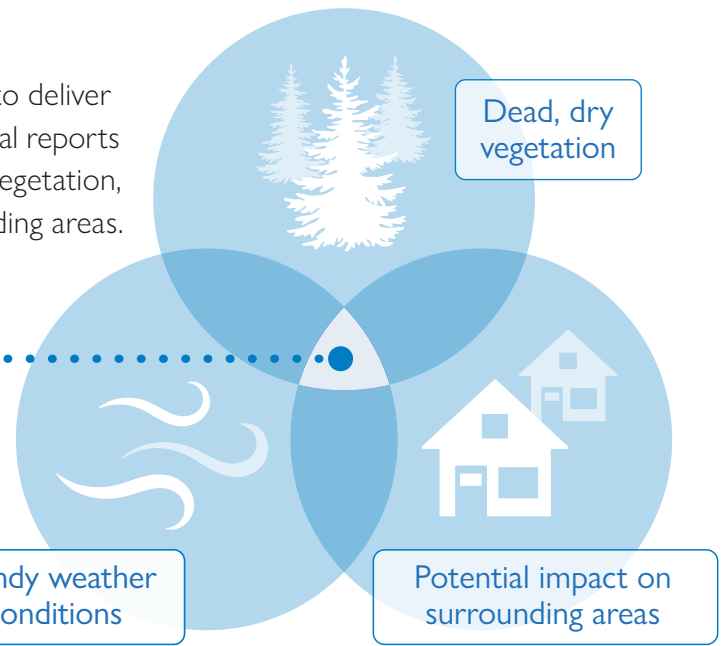 to deliver
al reports
egetation,
ding areas.
Dead, dry
vegetation
ndy weather
onditions
Potential impact on
surrounding areas